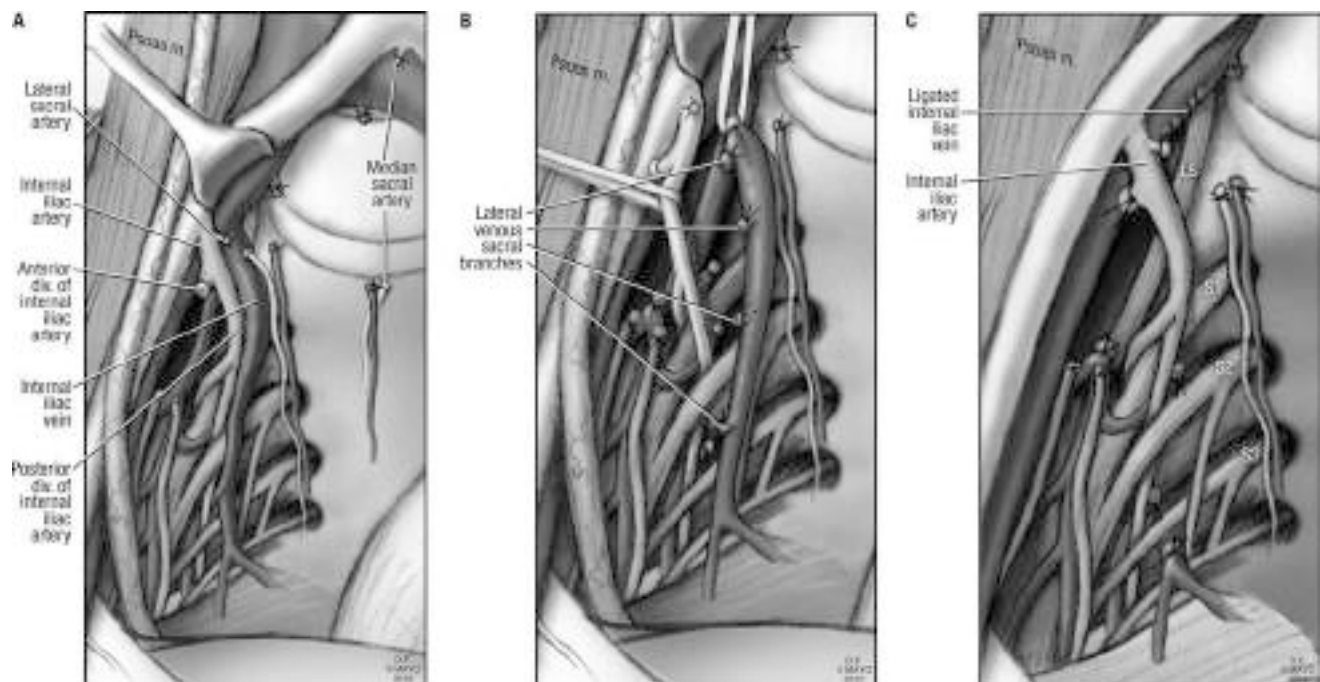 A
Psoas m.
Lateral
sacral
artery
Internal
iliac
artery
Anterior
div. of
internal
iliac
artery
Internal
iliac
vein
Posterior
div. of
internal
iliac
artery
Median
sacral
artery
B
Psoas m.
Lateral
venous
sacral
branches
C
Psoas m.
Ligated
internal
iliac
vein
Internal
iliac
artery
L5
S1
S2
S3